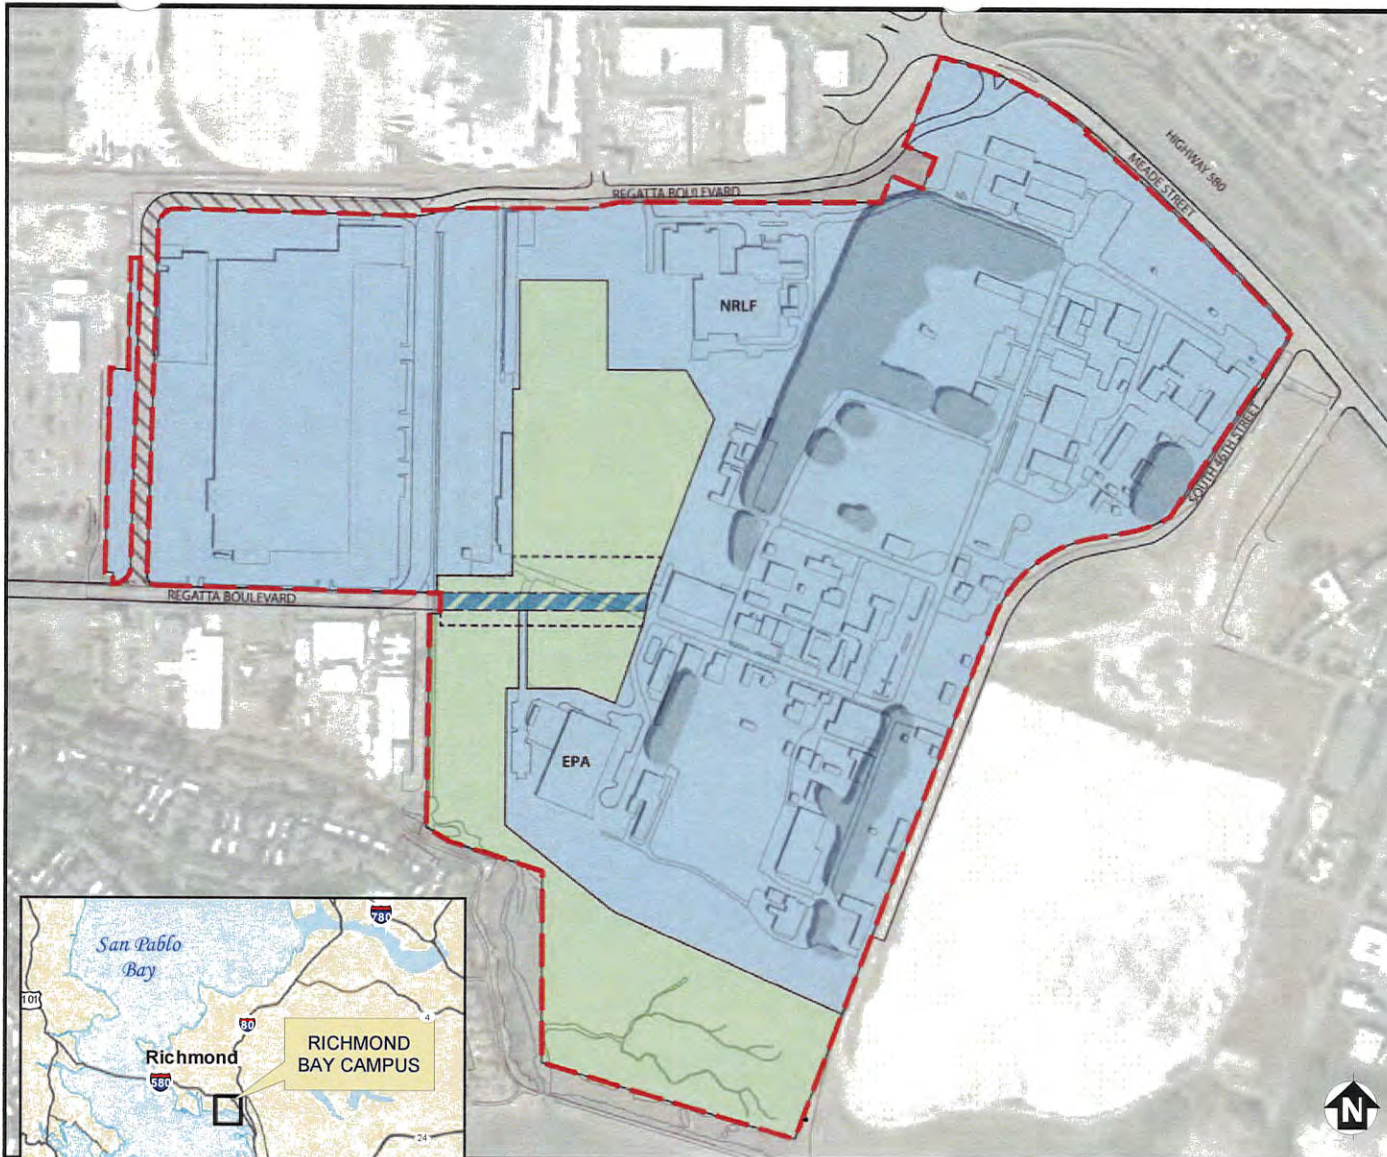 HIGHWAY 580
MEADE STREET
REGATTA BOULEVARD
NRLF
SOUTH 46TH STREET
REGATTA BOULEVARD
EPA
780
San Pablo
Bay
101
4
80
RICHMOND
BAY CAMPUS
Richmond
580
24
N